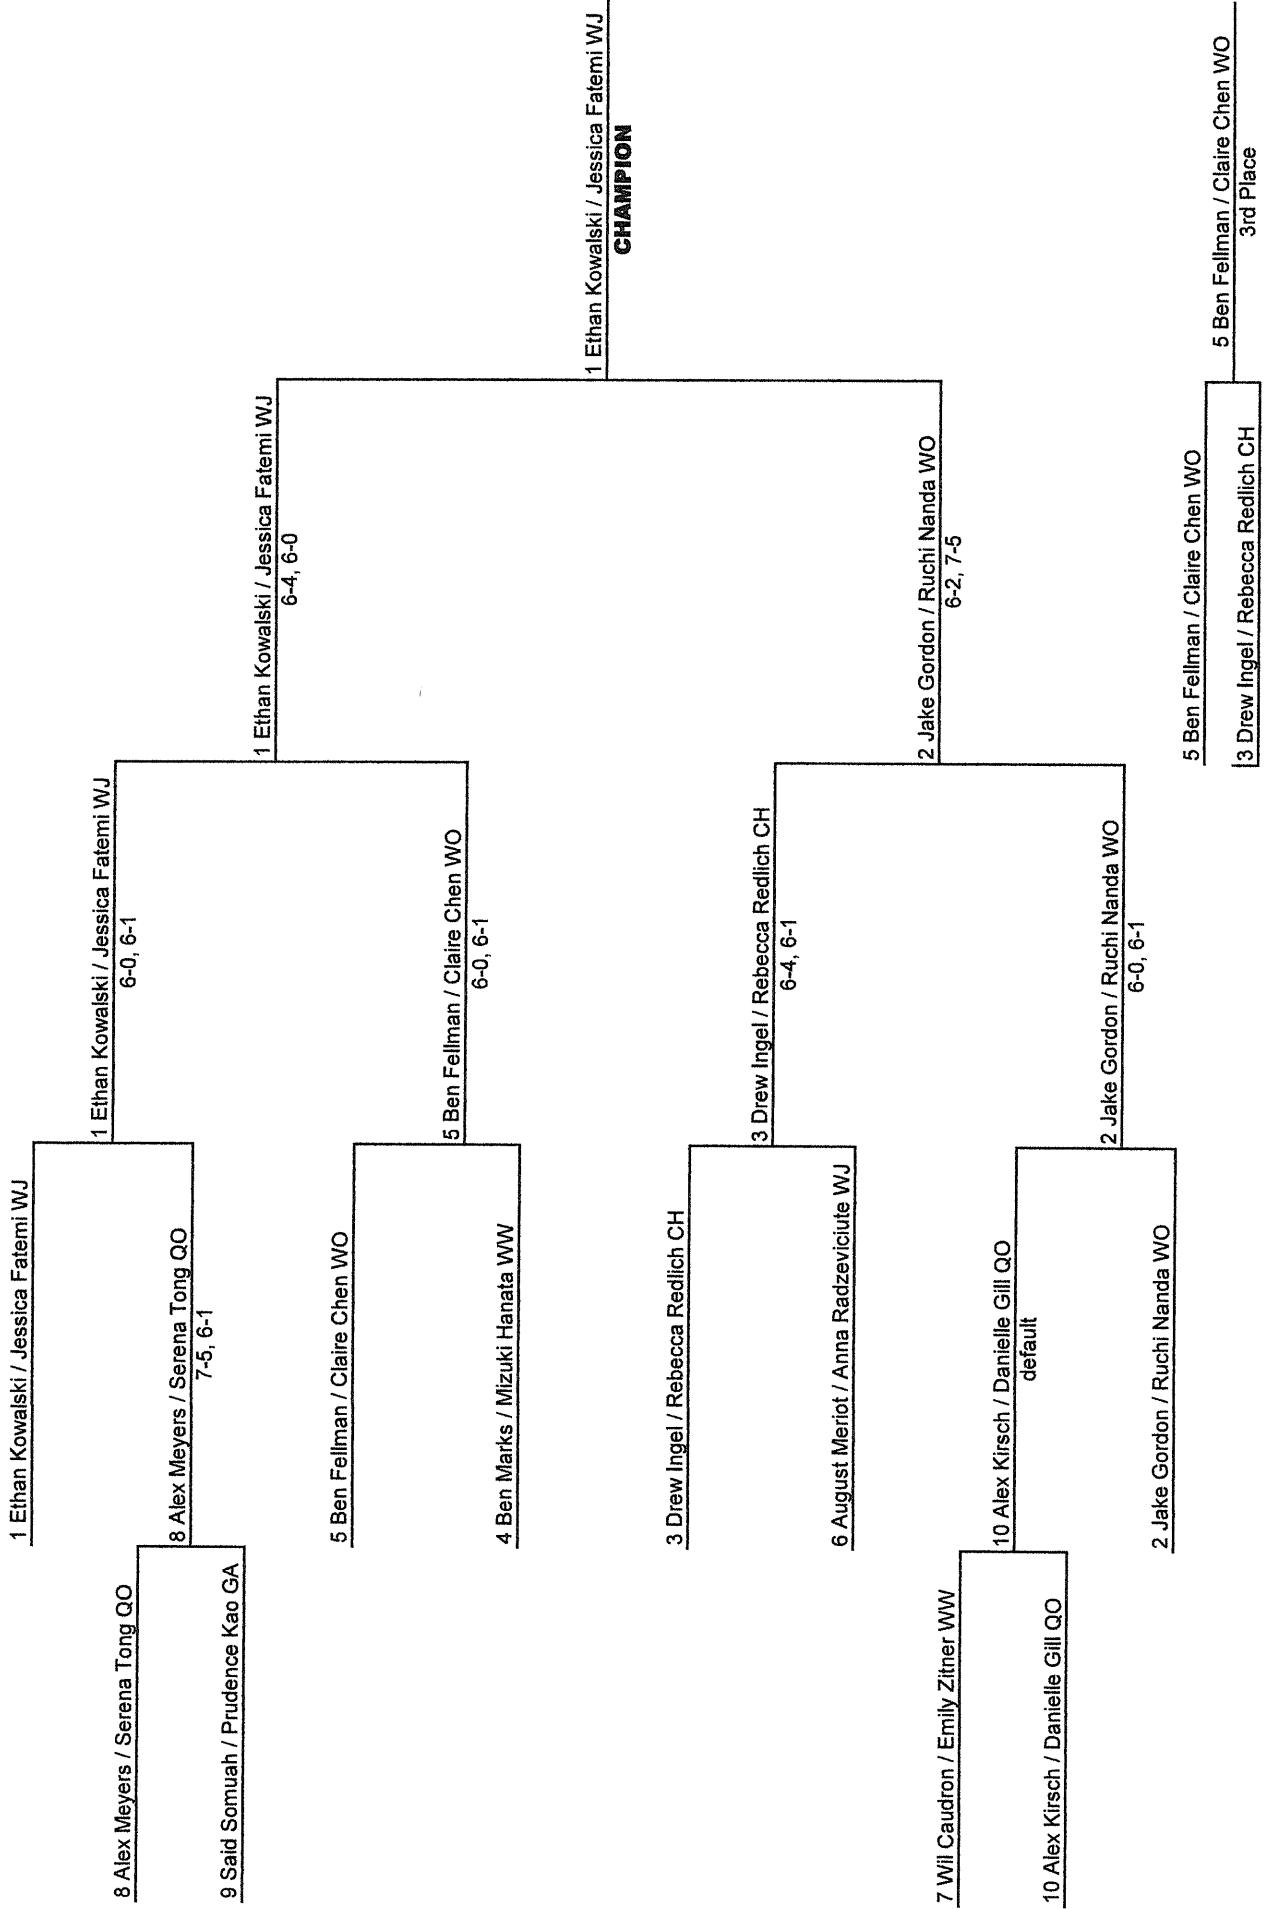 8 Alex Meyers / Serena Tong QO
9 Said Somuah / Prudence Kao GA
7 Wil Caudron / Emily Zitner WW
10 Alex Kirsch / Danielle Gill QO
1 Ethan Kowalski / Jessica Fatemi WJ
8 Alex Meyers / Serena Tong QO
7-5, 6-1
5 Ben Fellman / Claire Chen WO
4 Ben Marks / Mizuki Hanata WW
3 Drew Ingel / Rebecca Redlich CH
6 August Meriot / Anna Radzeviciute WJ
10 Alex Kirsch / Danielle Gill QO
default
2 Jake Gordon / Ruchi Nanda WO
1 Ethan Kowalski / Jessica Fatemi WJ
6-0, 6-1
5 Ben Fellman / Claire Chen WO
6-0, 6-1
3 Drew Ingel / Rebecca Redlich CH
6-4, 6-1
2 Jake Gordon / Ruchi Nanda WO
6-0, 6-1
1 Ethan Kowalski / Jessica Fatemi WJ
6-4, 6-0
2 Jake Gordon / Ruchi Nanda WO
6-2, 7-5
5 Ben Fellman / Claire Chen WO
3 Drew Ingel / Rebecca Redlich CH
1 Ethan Kowalski / Jessica Fatemi WJ
CHAMPION
5 Ben Fellman / Claire Chen WO
3rd Place